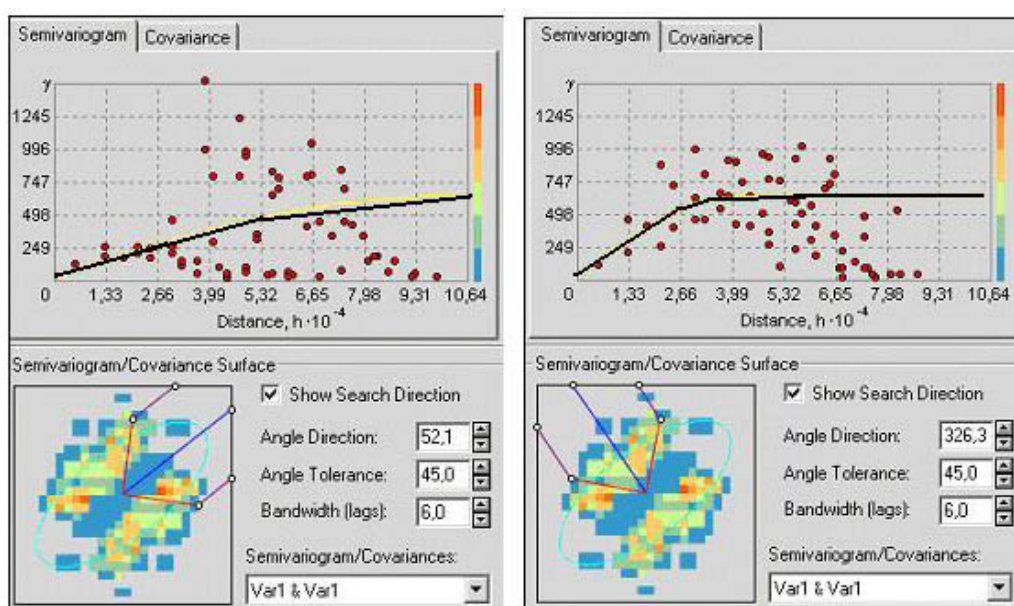 Semivariogram Covariance
γ
1245
996
747
498
249
0 1,33 2,66 3,99 5,32 6,65 7,98 9,31 10,64
Distance, h·10⁻⁴
Semivariogram/Covariance Surface
Show Search Direction
Angle Direction: 52,1
Angle Tolerance: 45,0
Bandwidth (lags): 6,0
Semivariogram/Covariances:
Var1 & Var1
Semivariogram Covariance
γ
1245
996
747
498
249
0 1,33 2,66 3,99 5,32 6,65 7,98 9,31 10,64
Distance, h·10⁻⁴
Semivariogram/Covariance Surface
Show Search Direction
Angle Direction: 326,3
Angle Tolerance: 45,0
Bandwidth (lags): 6,0
Semivariogram/Covariances:
Var1 & Var1